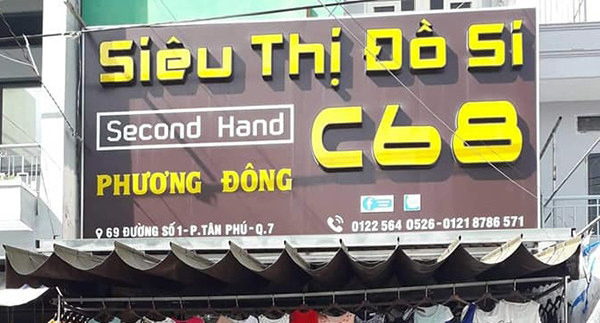 Siêu Thị Đồ Si
Second Hand
C68
PHƯƠNG ĐÔNG
69 ĐƯỜNG SỐ 1-P.TÂN PHÚ-Q.7
0122 564 0526-0121 8786 571